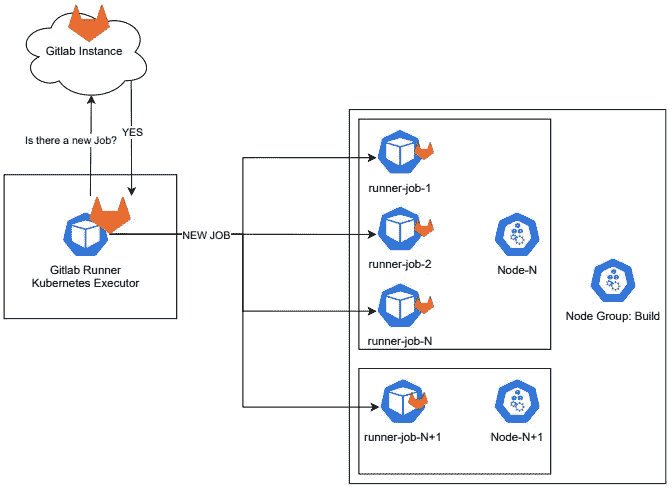 Gitlab Instance
Is there a new Job?
YES
Gitlab Runner
Kubernetes Executor
NEW JOB
runner-job-1
runner-job-2
runner-job-N
Node-N
Node Group: Build
runner-job-N+1
Node-N+1